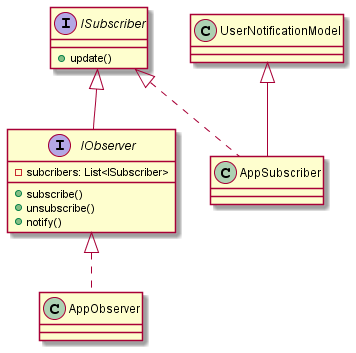 I ISubscriber
update()
C UserNotificationModel
I IObserver
subcribers: List<ISubscriber>
subscribe()
unsubscribe()
notify()
C AppSubscriber
C AppObserver